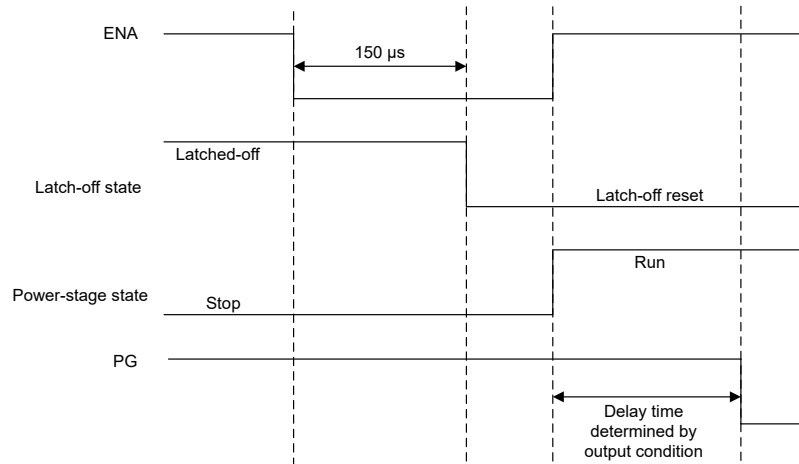 ENA
150 µs
Latched-off
Latch-off state
Latch-off reset
Run
Power-stage state
Stop
PG
Delay time
determined by
output condition